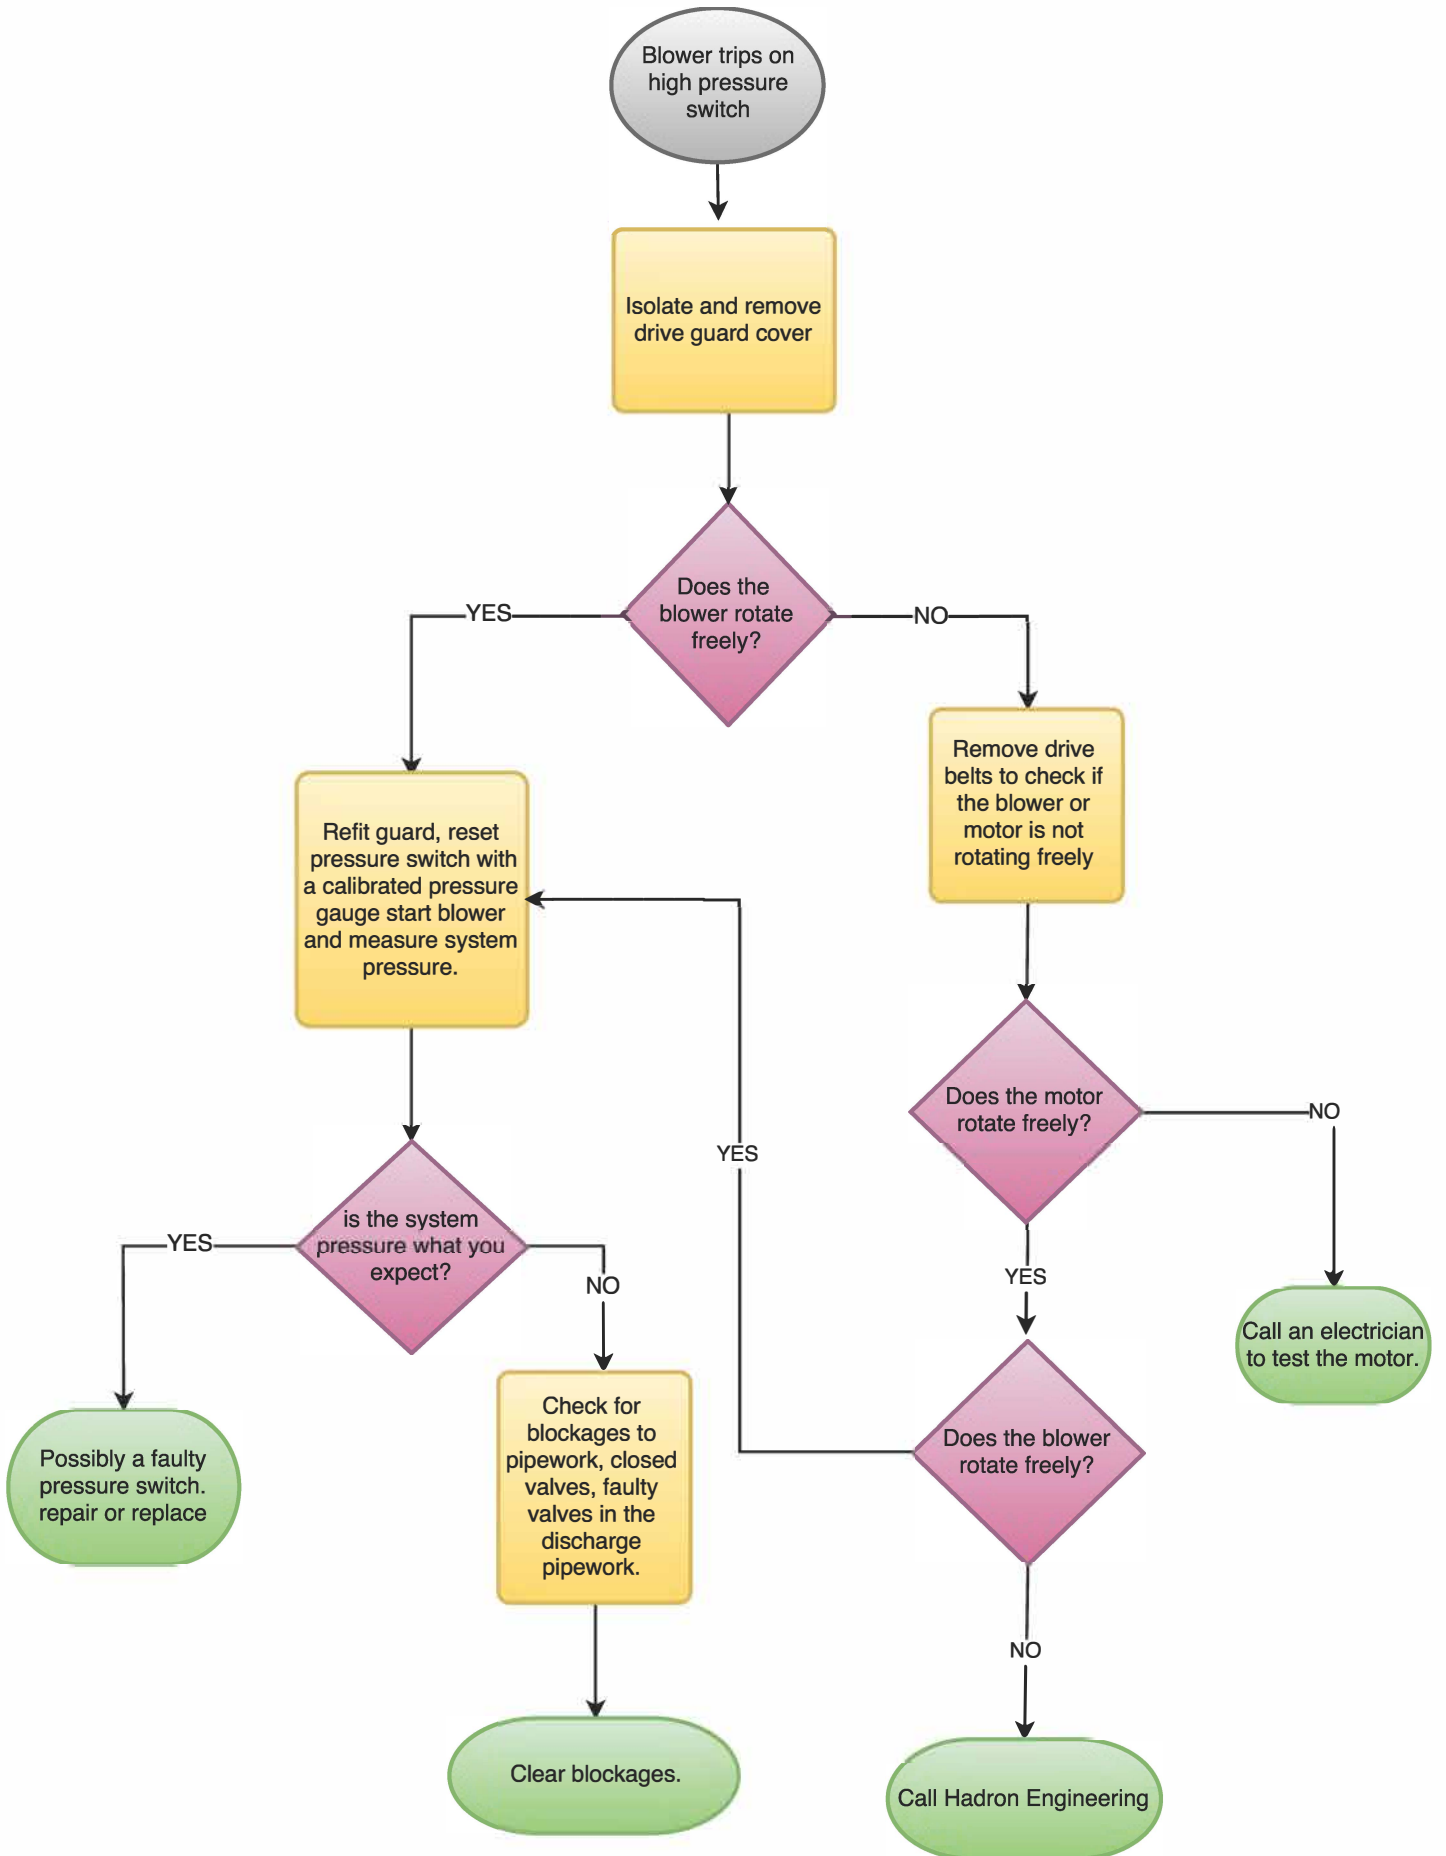 Blower trips on
high pressure
switch
Isolate and remove
drive guard cover
Does the
blower rotate
freely?
YES
NO
Remove drive
belts to check if
the blower or
motor is not
rotating freely
Refit guard, reset
pressure switch with
a calibrated pressure
gauge start blower
and measure system
pressure.
Does the motor
rotate freely?
NO
YES
is the system
pressure what you
expect?
YES
NO
YES
Call an electrician
to test the motor.
Check for
blockages to
pipework, closed
valves, faulty
valves in the
discharge
pipework.
Does the blower
rotate freely?
Possibly a faulty
pressure switch.
repair or replace
NO
Clear blockages.
Call Hadron Engineering